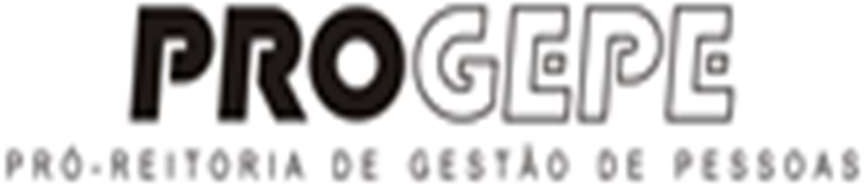 PROGEPE
PRÓ-REITORIA DE GESTÃO DE PESSOAS